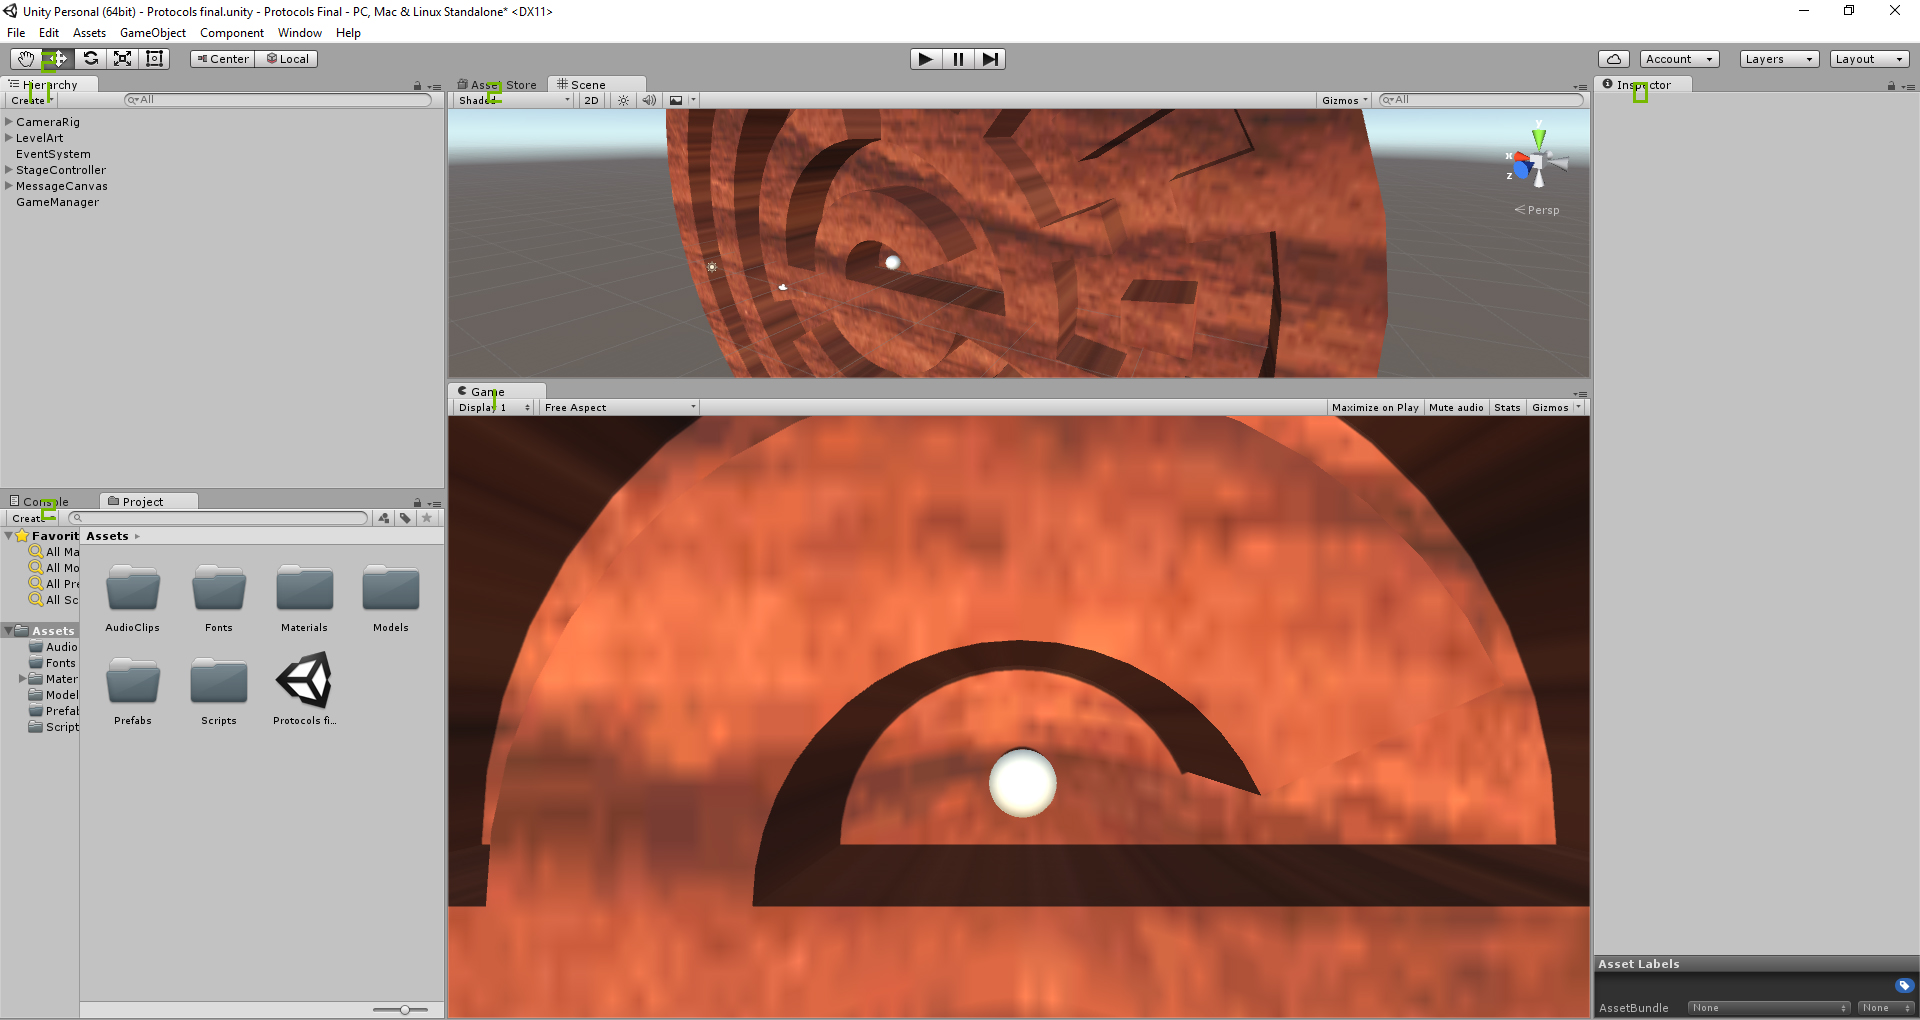 Unity Personal (64bit) - Protocols final.unity - Protocols Final - PC, Mac & Linux Standalone* <DX11>
File Edit Assets GameObject Component Window Help
Center Local Account Layers Layout
Hierarchy Asset Store Scene Inspector
Create All Shaded 2D Gizmos All
CameraRig
LevelArt
EventSystem
StageController
MessageCanvas
GameManager
y
x
z
Persp
Game
Display 1 Free Aspect Maximize on Play Mute audio Stats Gizmos
Console Project
Create
Favorit Assets
All Ma
All Mo
All Pre
All Sc
Assets
Audio
Fonts
Mater
Model
Prefab
Script
AudioClips Fonts Materials Models
Prefabs Scripts Protocols fi...
Asset Labels
AssetBundle None None